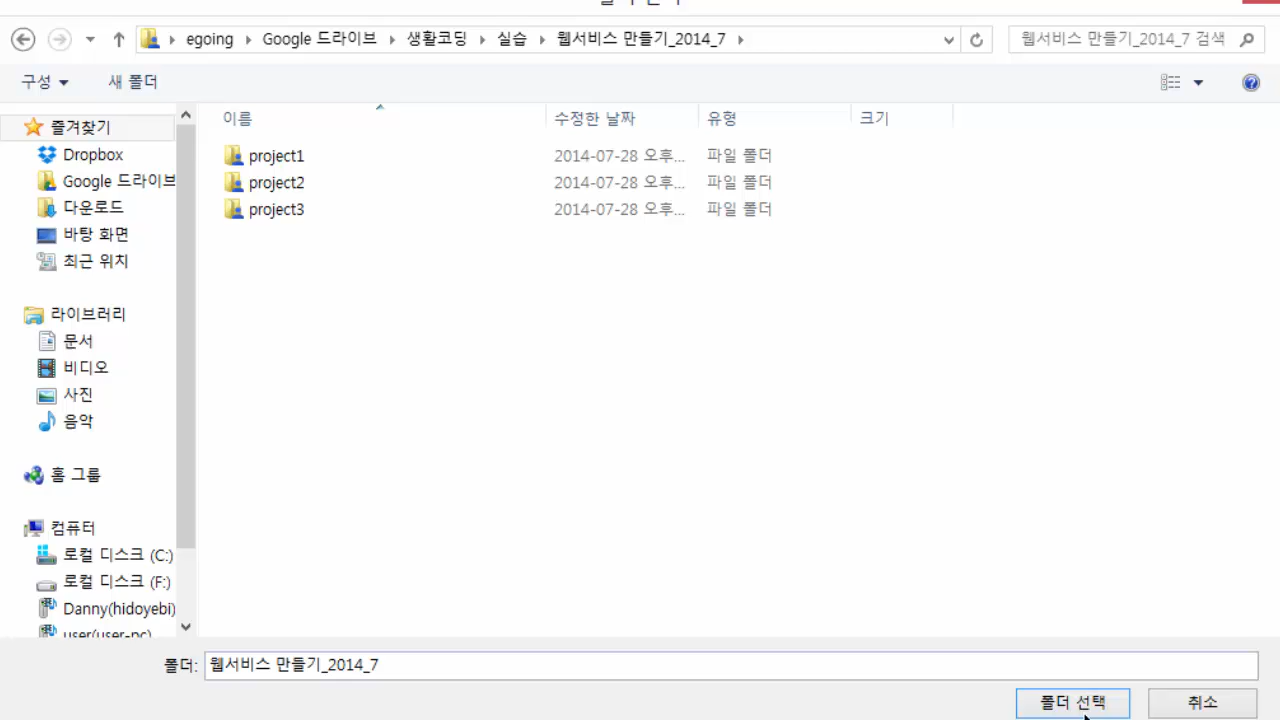 egoing Google 드라이브 생활코딩 실습 웹서비스 만들기_2014_7 웹서비스 만들기_2014_7 검색
구성 새 폴더
이름 수정한 날짜 유형 크기
project1 2014-07-28 오후... 파일 폴더
project2 2014-07-28 오후... 파일 폴더
project3 2014-07-28 오후... 파일 폴더
즐겨찾기
Dropbox
Google 드라이브
다운로드
바탕 화면
최근 위치
라이브러리
문서
비디오
사진
음악
홈 그룹
컴퓨터
로컬 디스크 (C:)
로컬 디스크 (F:)
Danny(hidoyebi)
user(user-pc)
폴더: 웹서비스 만들기_2014_7
폴더 선택 취소